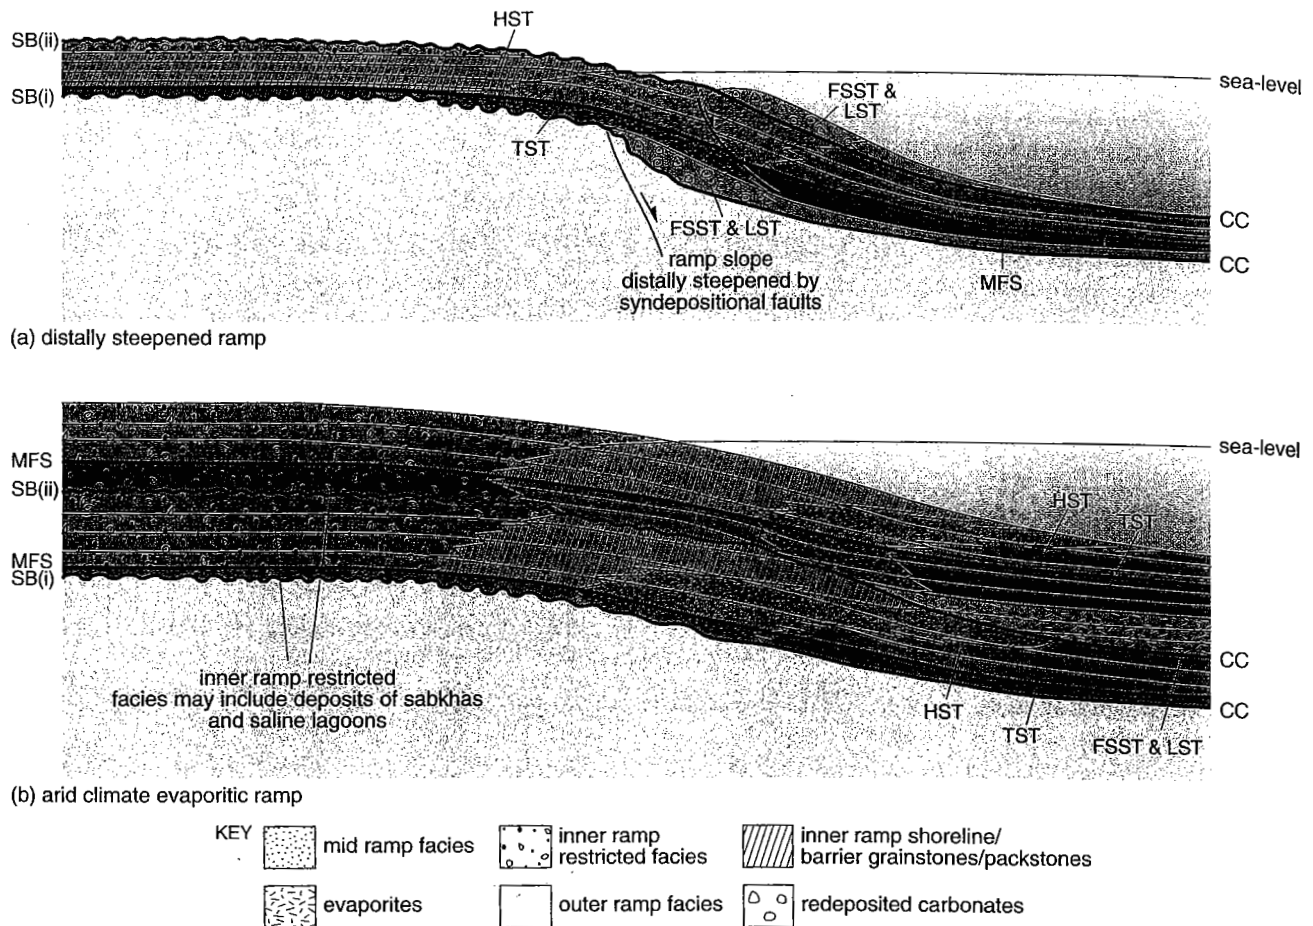 HST
SB(ii)
SB(i)
sea-level
FSST &
LST
TST
FSST & LST
CC
ramp slope
distally steepened by
syndepositional faults
CC
MFS
(a) distally steepened ramp
sea-level
MFS
SB(ii)
HST
TST
MFS
SB(i)
CC
inner ramp restricted
facies may include deposits of sabkhas
and saline lagoons
HST
CC
TST
FSST & LST
(b) arid climate evaporitic ramp
KEY
mid ramp facies
inner ramp
restricted facies
inner ramp shoreline/
barrier grainstones/packstones
evaporites
outer ramp facies
redeposited carbonates